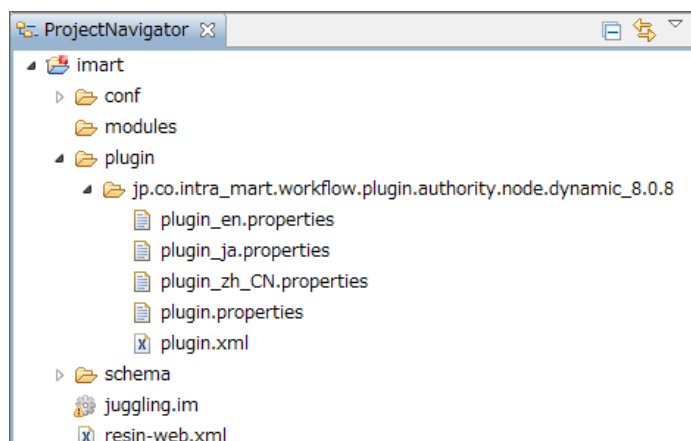 ProjectNavigator
imart
conf
modules
plugin
jp.co.intra_mart.workflow.plugin.authority.node.dynamic_8.0.8
plugin_en.properties
plugin_ja.properties
plugin_zh_CN.properties
plugin.properties
plugin.xml
schema
juggling.im
resin-web.xml